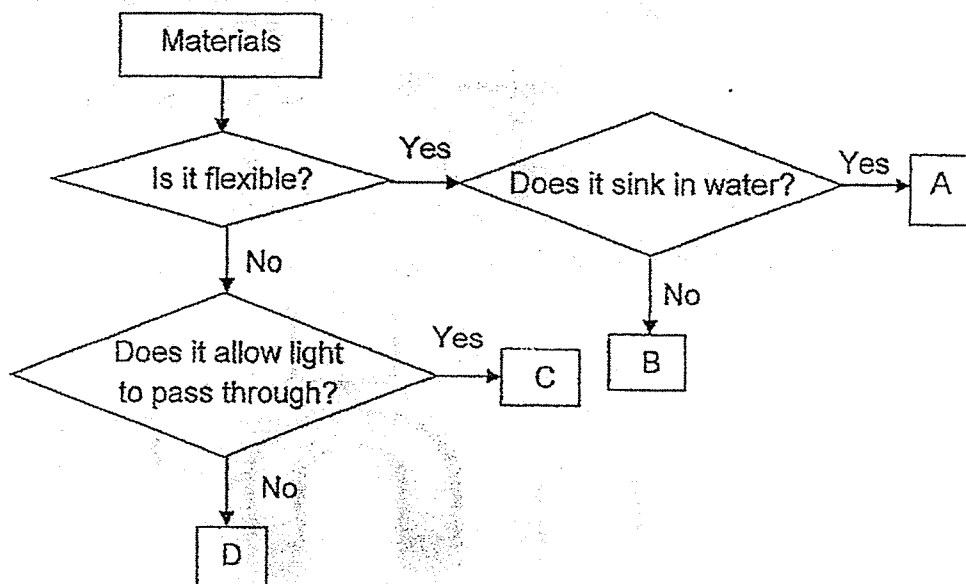 Materials
Is it flexible?
Yes
Does it sink in water?
Yes
A
No
No
B
Does it allow light
to pass through?
Yes
C
No
D